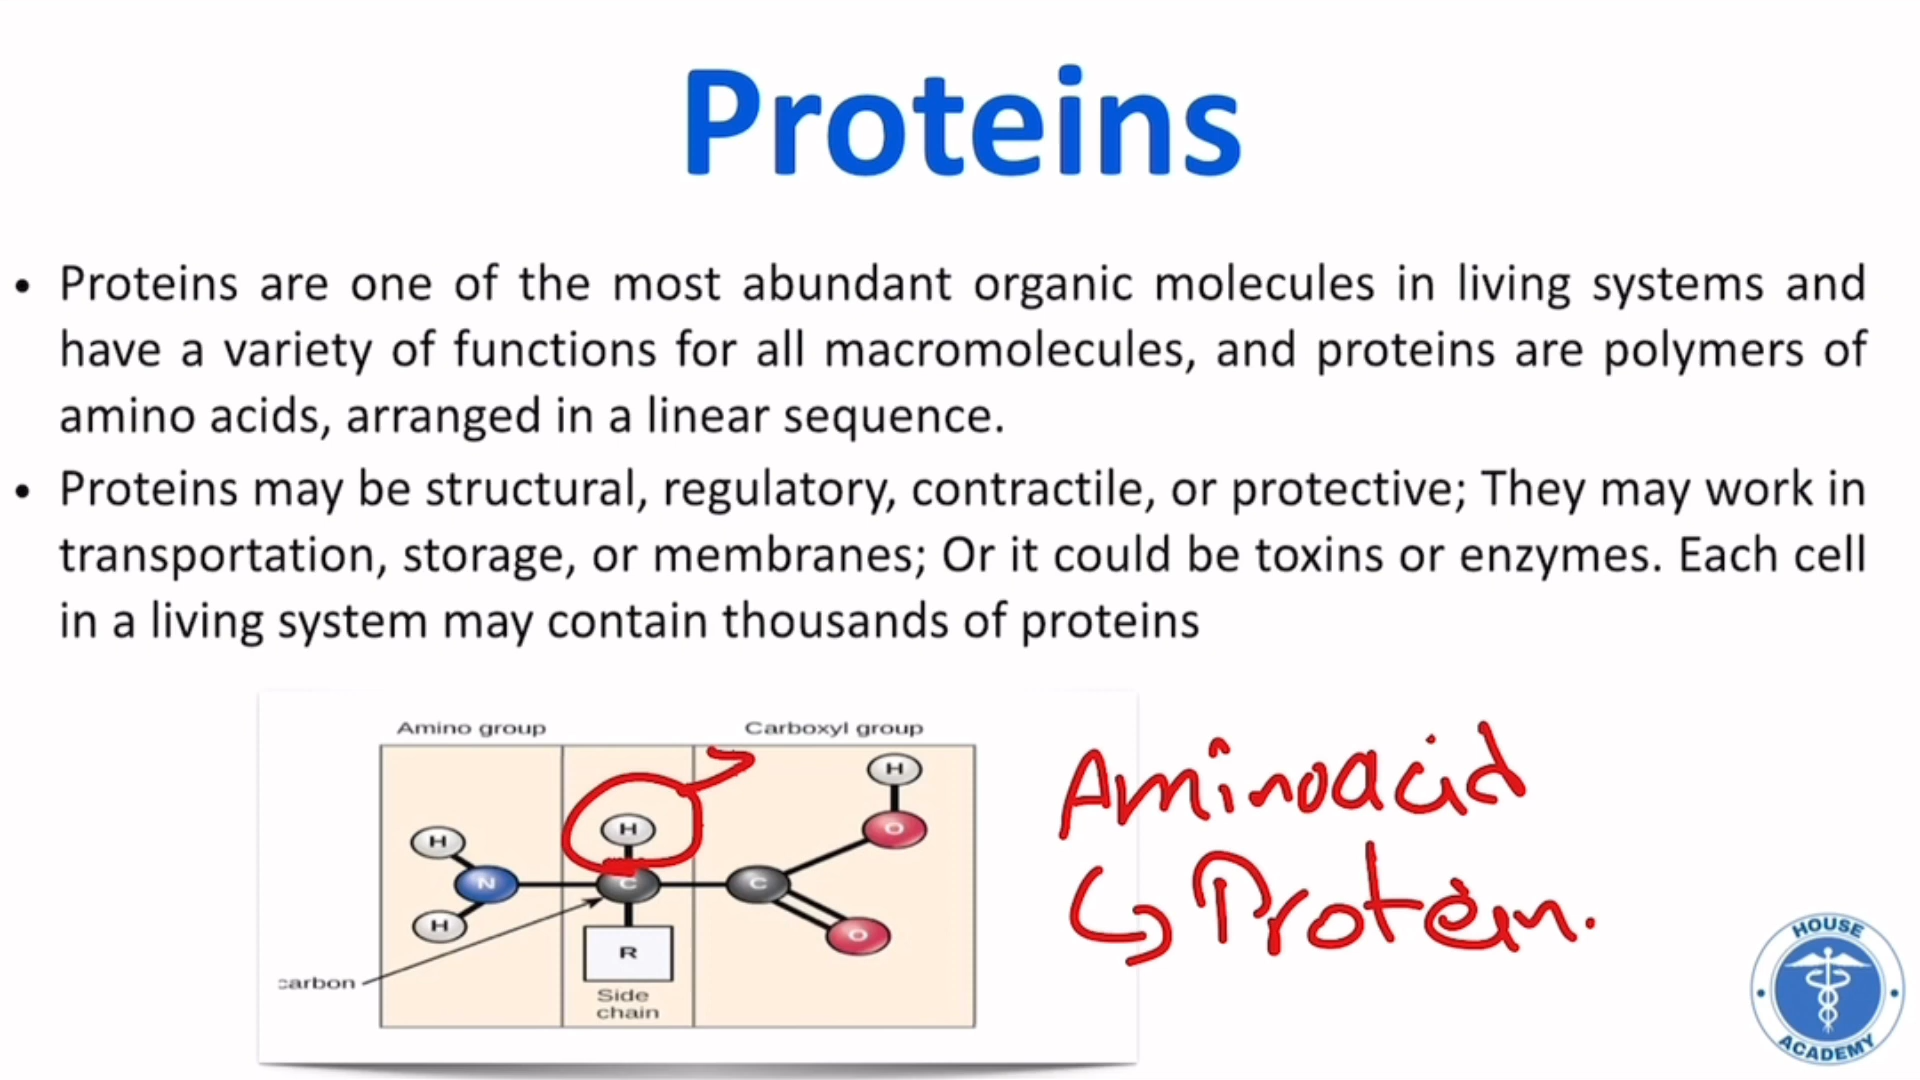 Proteins
• Proteins are one of the most abundant organic molecules in living systems and
have a variety of functions for all macromolecules, and proteins are polymers of
amino acids, arranged in a linear sequence.
• Proteins may be structural, regulatory, contractile, or protective; They may work in
transportation, storage, or membranes; Or it could be toxins or enzymes. Each cell
in a living system may contain thousands of proteins
Amino group
Carboxyl group
H
H
H
O
N
C
C
H
O
R
carbon
Side
chain
Aminoacid
Protein.
HOUSE
ACADEMY